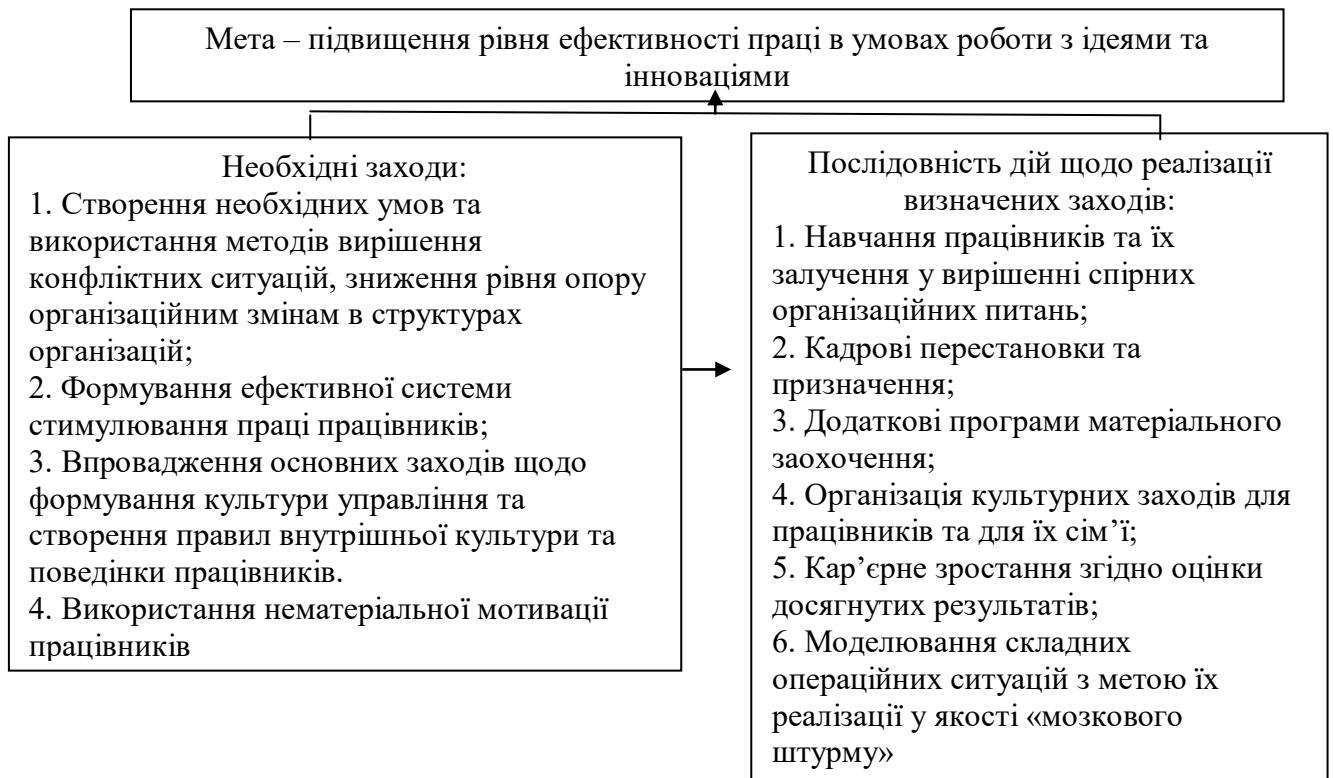 Мета – підвищення рівня ефективності праці в умовах роботи з ідеями та
інноваціями
Необхідні заходи:
1. Створення необхідних умов та
використання методів вирішення
конфліктних ситуацій, зниження рівня опору
організаційним змінам в структурах
організацій;
2. Формування ефективної системи
стимулювання праці працівників;
3. Впровадження основних заходів щодо
формування культури управління та
створення правил внутрішньої культури та
поведінки працівників.
4. Використання нематеріальної мотивації
працівників
Послідовність дій щодо реалізації
визначених заходів:
1. Навчання працівників та їх
залучення у вирішенні спірних
організаційних питань;
2. Кадрові перестановки та
призначення;
3. Додаткові програми матеріального
заохочення;
4. Організація культурних заходів для
працівників та для їх сім’ї;
5. Кар’єрне зростання згідно оцінки
досягнутих результатів;
6. Моделювання складних
операційних ситуацій з метою їх
реалізації у якості «мозкового
штурму»